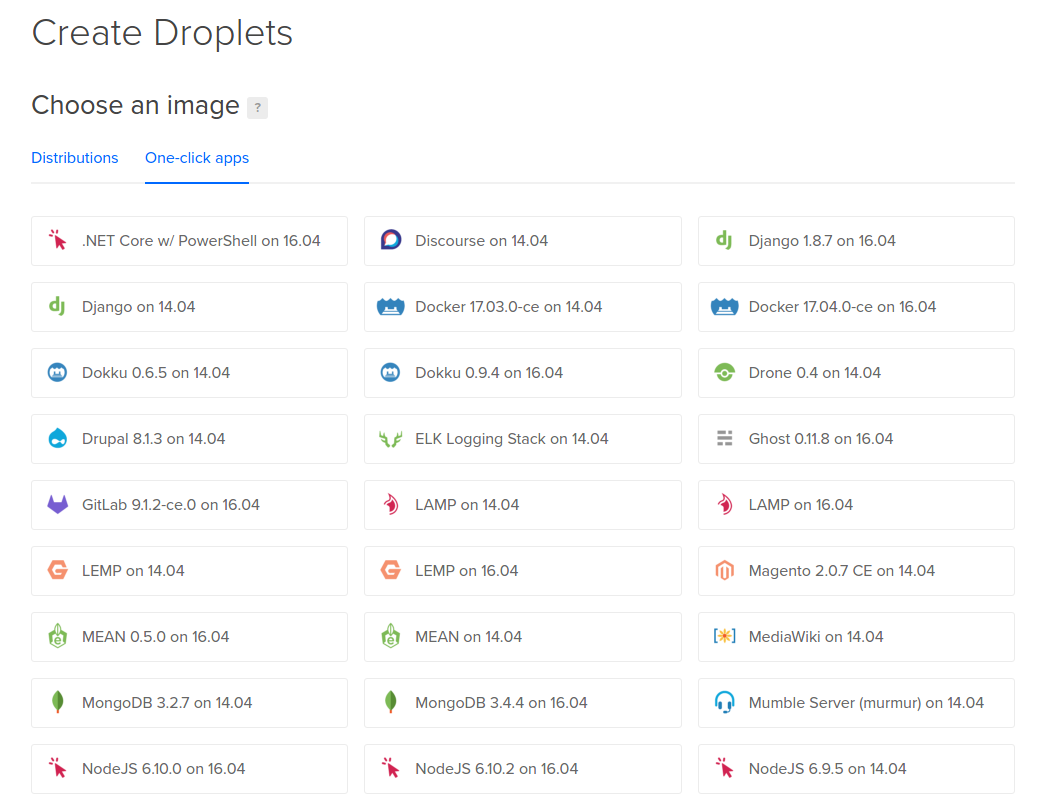 Create Droplets
Choose an image ?
Distributions One-click apps
.NET Core w/ PowerShell on 16.04 Discourse on 14.04 Django 1.8.7 on 16.04
Django on 14.04 Docker 17.03.0-ce on 14.04 Docker 17.04.0-ce on 16.04
Dokku 0.6.5 on 14.04 Dokku 0.9.4 on 16.04 Drone 0.4 on 14.04
Drupal 8.1.3 on 14.04 ELK Logging Stack on 14.04 Ghost 0.11.8 on 16.04
GitLab 9.1.2-ce.0 on 16.04 LAMP on 14.04 LAMP on 16.04
LEMP on 14.04 LEMP on 16.04 Magento 2.0.7 CE on 14.04
MEAN 0.5.0 on 16.04 MEAN on 14.04 MediaWiki on 14.04
MongoDB 3.2.7 on 14.04 MongoDB 3.4.4 on 16.04 Mumble Server (murmur) on 14.04
NodeJS 6.10.0 on 16.04 NodeJS 6.10.2 on 16.04 NodeJS 6.9.5 on 14.04